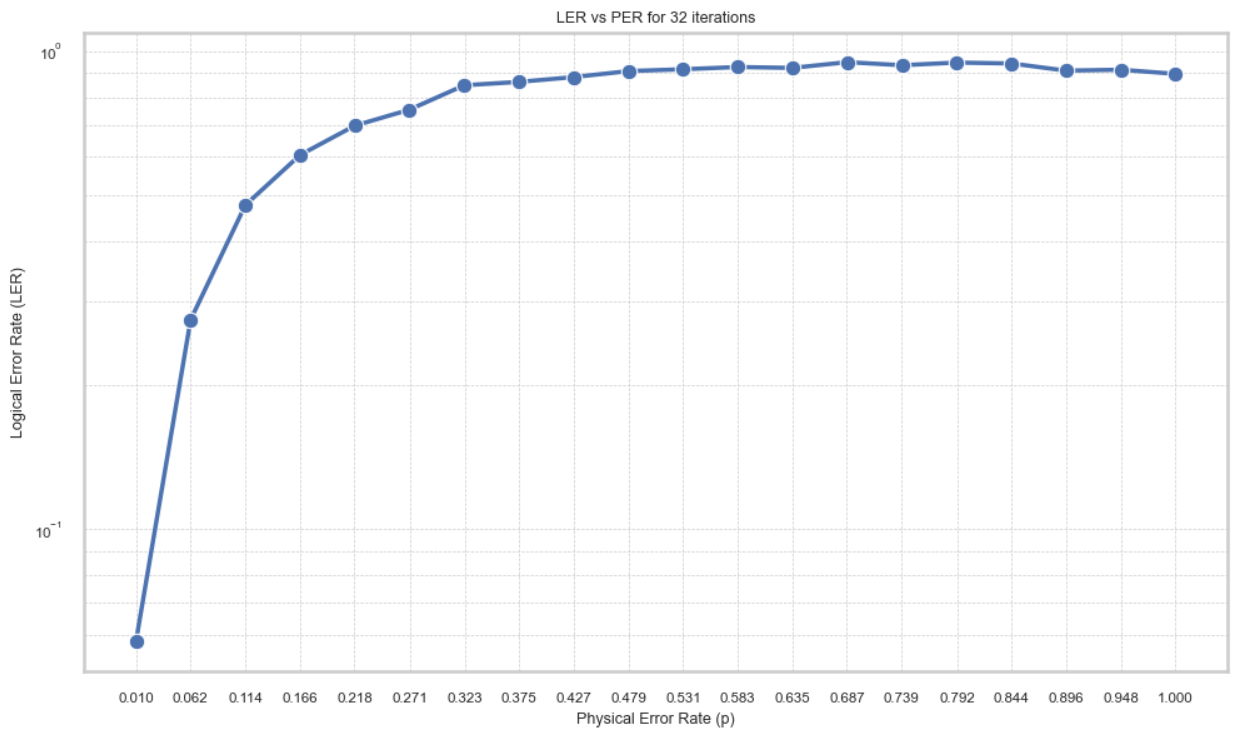 LER vs PER for 32 iterations
10⁰
10⁻¹
Logical Error Rate (LER)
0.010 0.062 0.114 0.166 0.218 0.271 0.323 0.375 0.427 0.479 0.531 0.583 0.635 0.687 0.739 0.792 0.844 0.896 0.948 1.000
Physical Error Rate (p)